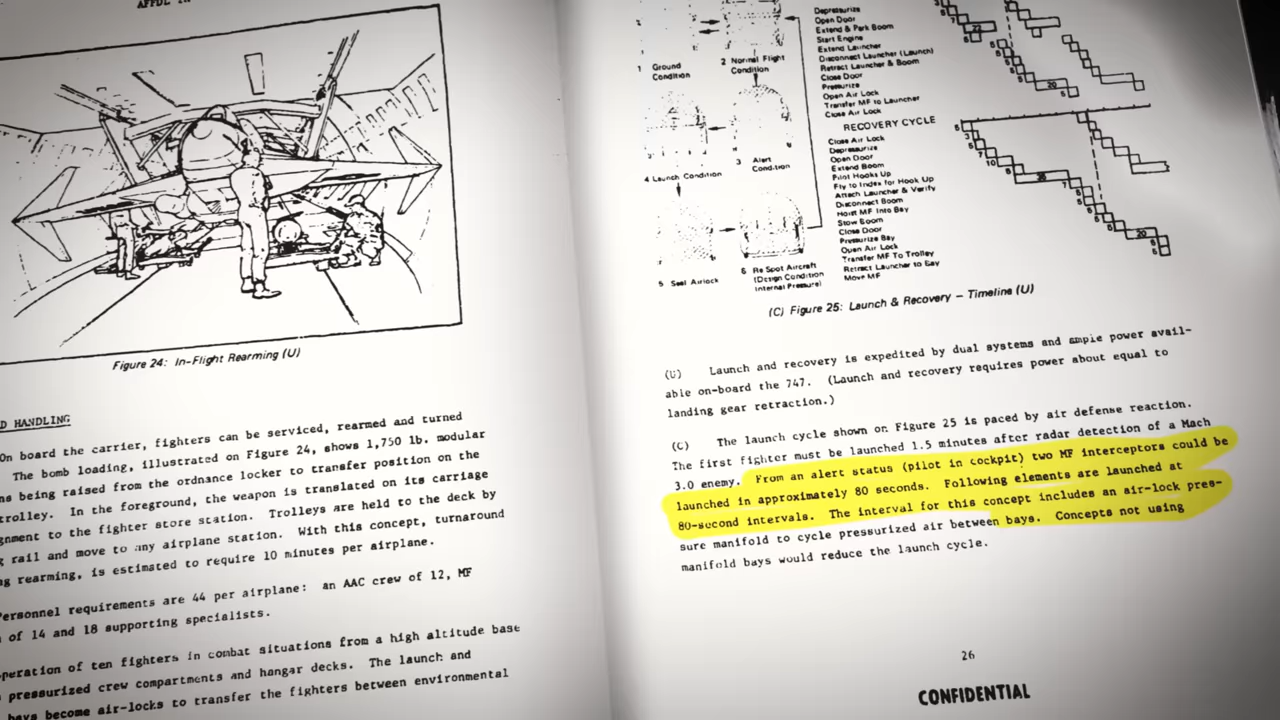 AFFDL
Figure 24: In-Flight Rearming (U)
D HANDLING
On board the carrier, fighters can be serviced, rearmed and turned
The bomb loading, illustrated on Figure 24, shows 1,750 lb. modular
ns being raised from the ordnance locker to transfer position on the
trolley. In the foreground, the weapon is translated on its carriage
gnment to the fighter store station. Trolleys are held to the deck by
g rail and move to any airplane station. With this concept, turnaround
ng rearming, is estimated to require 10 minutes per airplane.
Personnel requirements are 44 per airplane: an AAC crew of 12, MF
of 14 and 18 supporting specialists.
peration of ten fighters in combat situations from a high altitude base
pressurized crew compartments and hangar decks. The launch and
bays become air-locks to transfer the fighters between environmental
1 Ground Condition
2 Normal Flight Condition
3 Alert Condition
4 Launch Condition
5 Seal Airlock
6 Re Spot Aircraft
(Design Condition
Internal Pressure)
Depressurize
Open Door
Extend & Park Boom
Start Engine
Extend Launcher
Disconnect Launcher (Launch)
Retract Launcher & Boom
Close Door
Pressurize
Open Air Lock
Transfer MF to Launcher
Close Air Lock
RECOVERY CYCLE
Close Air Lock
Depressurize
Open Door
Extend Boom
Pilot Hooks Up
Fly to Index for Hook Up
Attach Launcher & Verify
Disconnect Boom
Hoist MF Into Bay
Stow Boom
Close Door
Pressurize Bay
Open Air Lock
Transfer MF To Trolley
Retract Launcher to Bay
Move MF
(C) Figure 25: Launch & Recovery – Timeline (U)
(U) Launch and recovery is expedited by dual systems and ample power avail-
able on-board the 747. (Launch and recovery requires power about equal to
landing gear retraction.)
(C) The launch cycle shown on Figure 25 is paced by air defense reaction.
The first fighter must be launched 1.5 minutes after radar detection of a Mach
3.0 enemy. From an alert status (pilot in cockpit) two MF interceptors could be
launched in approximately 80 seconds. Following elements are launched at
80-second intervals. The interval for this concept includes an air-lock pres-
sure manifold to cycle pressurized air between bays. Concepts not using
manifold bays would reduce the launch cycle.
26
CONFIDENTIAL